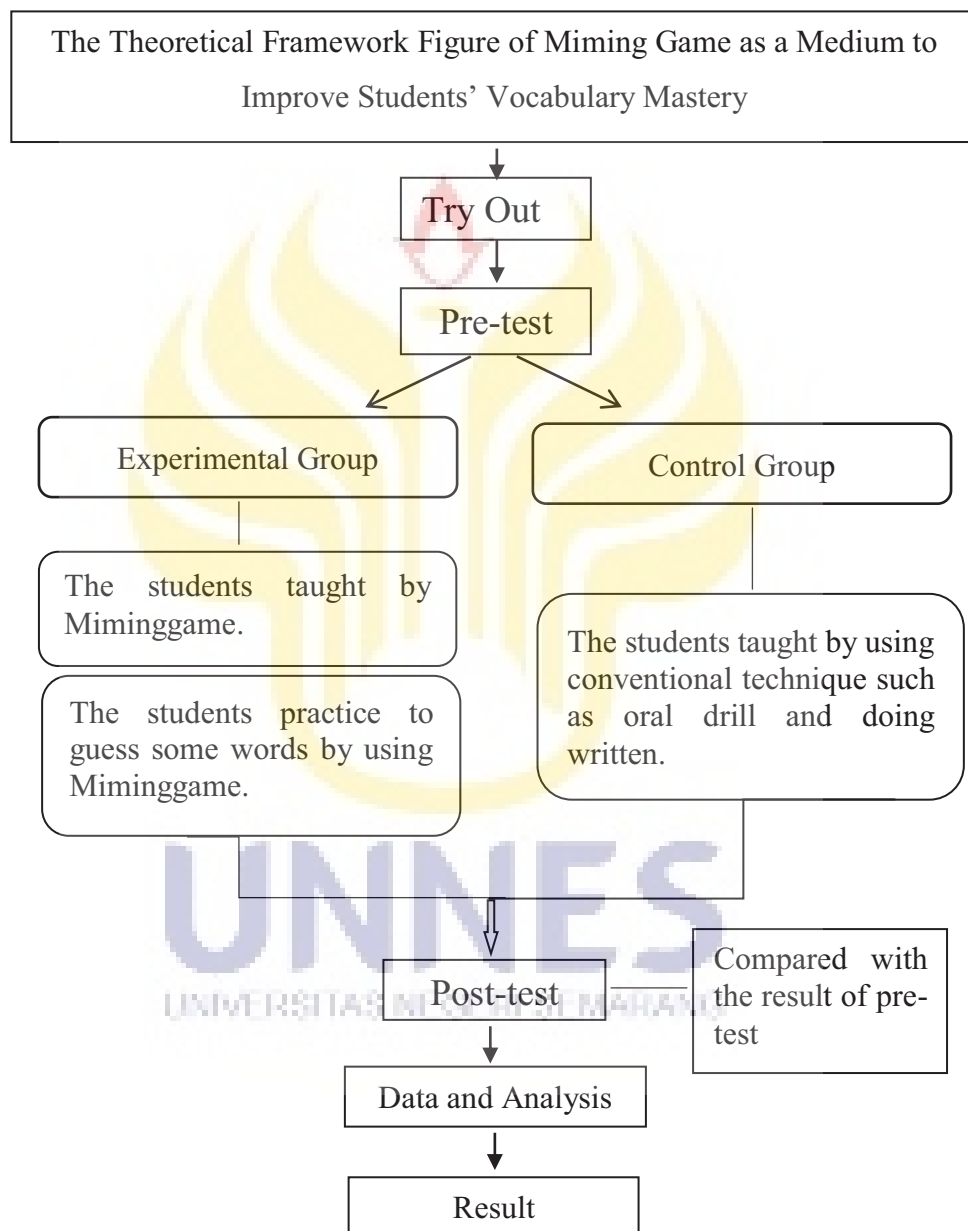 The Theoretical Framework Figure of Miming Game as a Medium to
Improve Students' Vocabulary Mastery
Try Out
Pre-test
Experimental Group
Control Group
The students taught by
Miminggame.
The students practice to
guess some words by using
Miminggame.
The students taught by using
conventional technique such
as oral drill and doing
written.
UNNES
UNIVERSITAS NEGERI SEMARANG
Post-test
Compared with
the result of pre-
test
Data and Analysis
Result